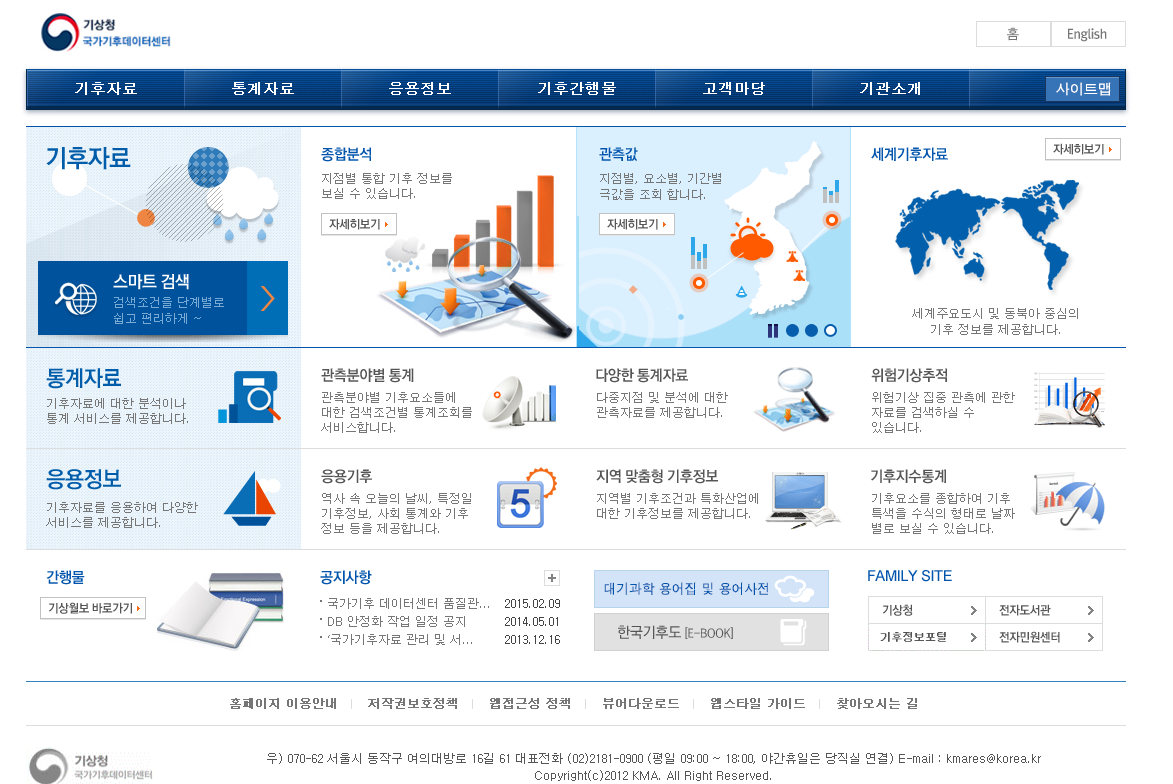 기상청
국가기후데이터센터
홈
English
기후자료
통계자료
응용정보
기후간행물
고객마당
기관소개
사이트맵
기후자료
스마트 검색
검색조건을 단계별로
쉽고 편리하게 ~
종합분석
지점별 통합 기후 정보를
보실 수 있습니다.
자세히보기
관측값
지점별, 요소별, 기간별
극값을 조회 합니다.
자세히보기
세계기후자료
자세히보기
세계주요도시 및 동북아 중심의
기후 정보를 제공합니다.
통계자료
기후자료에 대한 분석이나
통계 서비스를 제공합니다.
관측분야별 통계
관측분야별 기후요소들에
대한 검색조건별 통계조회를
서비스합니다.
다양한 통계자료
다중지점 및 분석에 대한
관측자료를 제공합니다.
위험기상추적
위험기상 집중 관측에 관한
자료를 검색하실 수
있습니다.
응용정보
기후자료를 응용하여 다양한
서비스를 제공합니다.
응용기후
역사 속 오늘의 날씨, 특정일
기후정보, 사회 통계와 기후
정보 등을 제공합니다.
5
지역 맞춤형 기후정보
지역별 기후조건과 특화산업에
대한 기후정보를 제공합니다.
기후지수통계
기후요소를 종합하여 기후
특색을 수식의 형태로 날짜
별로 보실 수 있습니다.
간행물
기상월보 바로가기
공지사항
국가기후 데이터센터 품질관... 2015.02.09
DB 안정화 작업 일정 공지 2014.05.01
‘국가기후자료 관리 및 서... 2013.12.16
대기과학 용어집 및 용어사전
한국기후도 [E-BOOK]
FAMILY SITE
기상청
전자도서관
기후정보포털
전자민원센터
홈페이지 이용안내
저작권보호정책
웹접근성 정책
뷰어다운로드
웹스타일 가이드
찾아오시는 길
기상청
국가기후데이터센터
우) 070-62 서울시 동작구 여의대방로 16길 61 대표전화 (02)2181-0900 (평일 09:00 ~ 18:00, 야간휴일은 당직실 연결) E-mail : kmares@korea.kr
Copyright(c)2012 KMA. All Right Reserved.